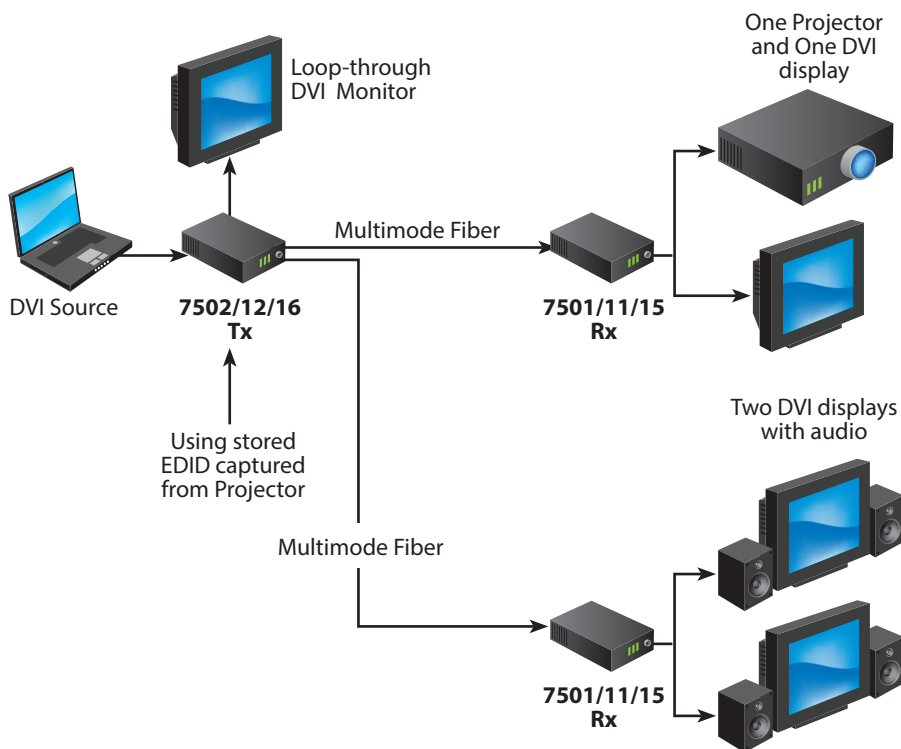 One Projector
and One DVI
display
Loop-through
DVI Monitor
Multimode Fiber
DVI Source
7502/12/16
Tx
7501/11/15
Rx
Using stored
EDID captured
from Projector
Two DVI displays
with audio
Multimode Fiber
7501/11/15
Rx